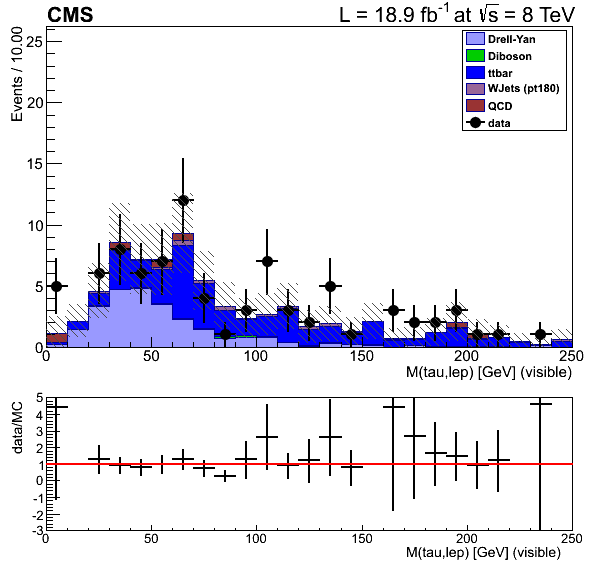 CMS L = 18.9 fb⁻¹ at √s = 8 TeV
Events / 10.00
25
20
15
10
5
0
Drell-Yan
Diboson
ttbar
WJets (pt180)
QCD
data
0 50 100 150 200 250
M(tau,lep) [GeV] (visible)
data/MC
5
4
3
2
1
0
-1
-2
-3
0 50 100 150 200 250
M(tau,lep) [GeV] (visible)